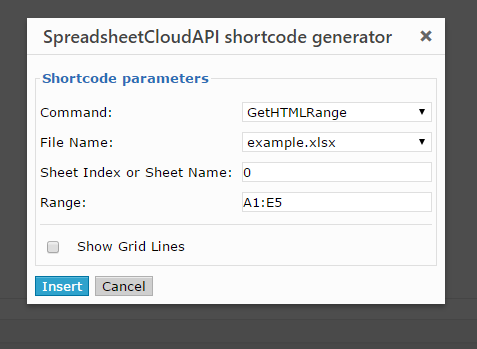 SpreadsheetCloudAPI shortcode generator ×
Shortcode parameters
Command: GetHTMLRange
File Name: example.xlsx
Sheet Index or Sheet Name: 0
Range: A1:E5
Show Grid Lines
Insert Cancel